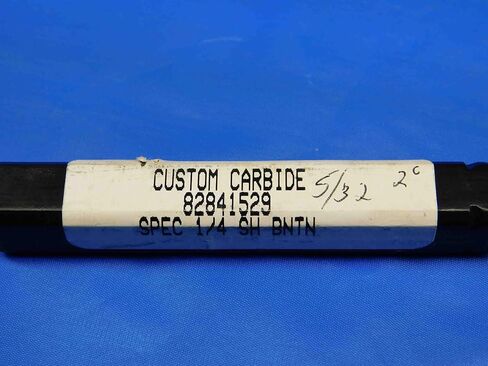 CUSTOM CARBIDE 5/32 2°
82841529
SPEC 1/4 SH BNTN